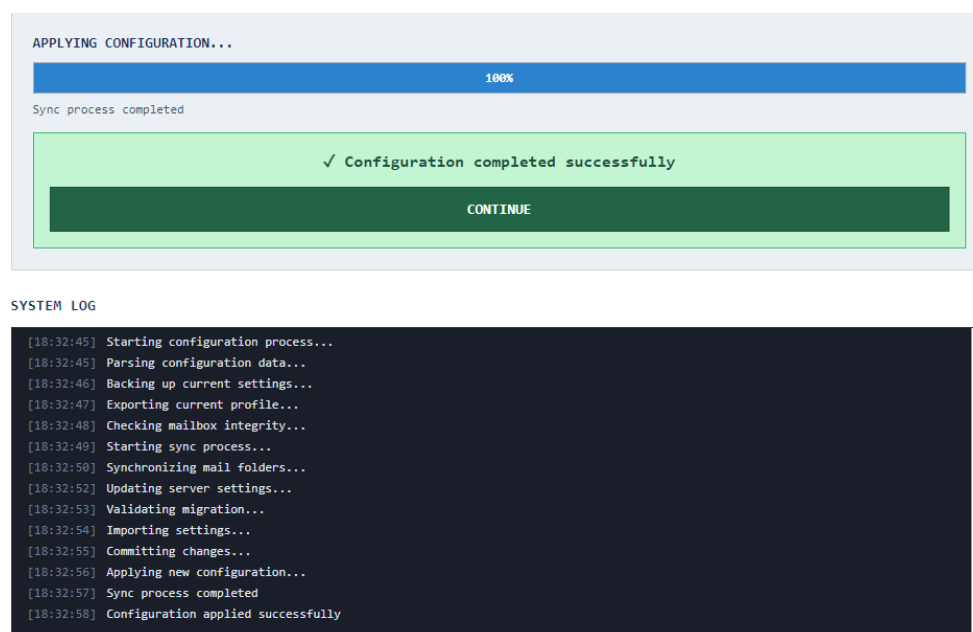 APPLYING CONFIGURATION...
100%
Sync process completed
✓ Configuration completed successfully
CONTINUE
SYSTEM LOG
[18:32:45] Starting configuration process...
[18:32:45] Parsing configuration data...
[18:32:46] Backing up current settings...
[18:32:47] Exporting current profile...
[18:32:48] Checking mailbox integrity...
[18:32:49] Starting sync process...
[18:32:50] Synchronizing mail folders...
[18:32:52] Updating server settings...
[18:32:53] Validating migration...
[18:32:54] Importing settings...
[18:32:55] Committing changes...
[18:32:56] Applying new configuration...
[18:32:57] Sync process completed
[18:32:58] Configuration applied successfully